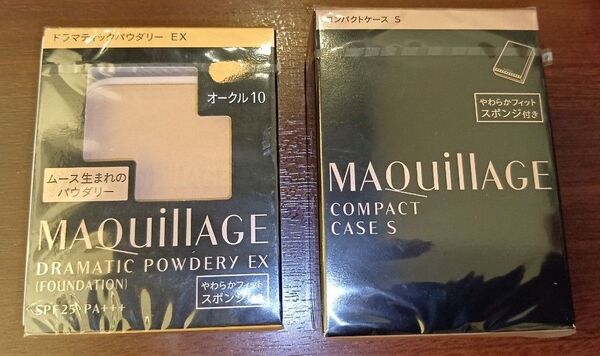 ドラマティックパウダリー EX
オークル10
ムース生まれの
パウダリー
MAQuillAGE
DRAMATIC POWDERY EX
(FOUNDATION)
やわらかフィット
スポンジ付き
SPF25・PA+++
コンパクトケース S
やわらかフィット
スポンジ付き
MAQuillAGE
COMPACT
CASE S